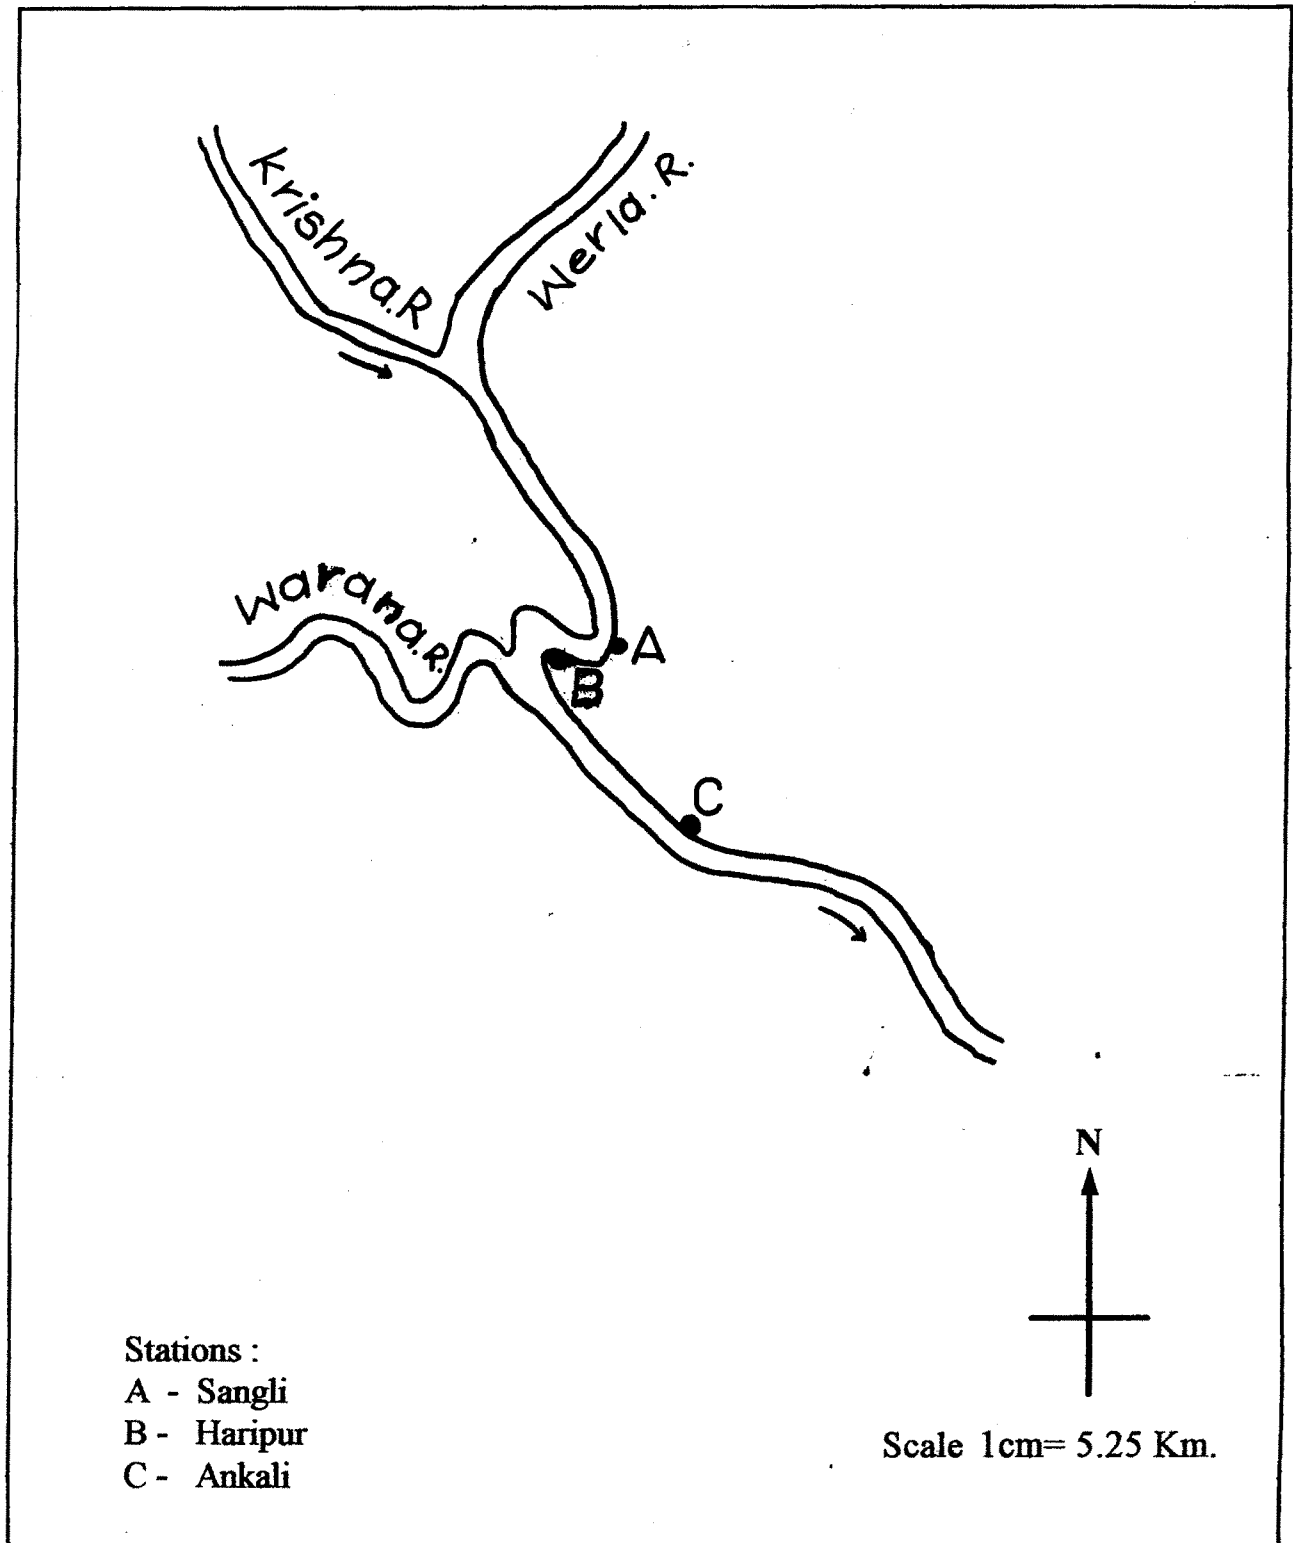 Krishna.R
Werla.R.
Warana.R.
A
B
C
N
Stations :
A - Sangli
B - Haripur
C - Ankali
Scale 1cm= 5.25 Km.